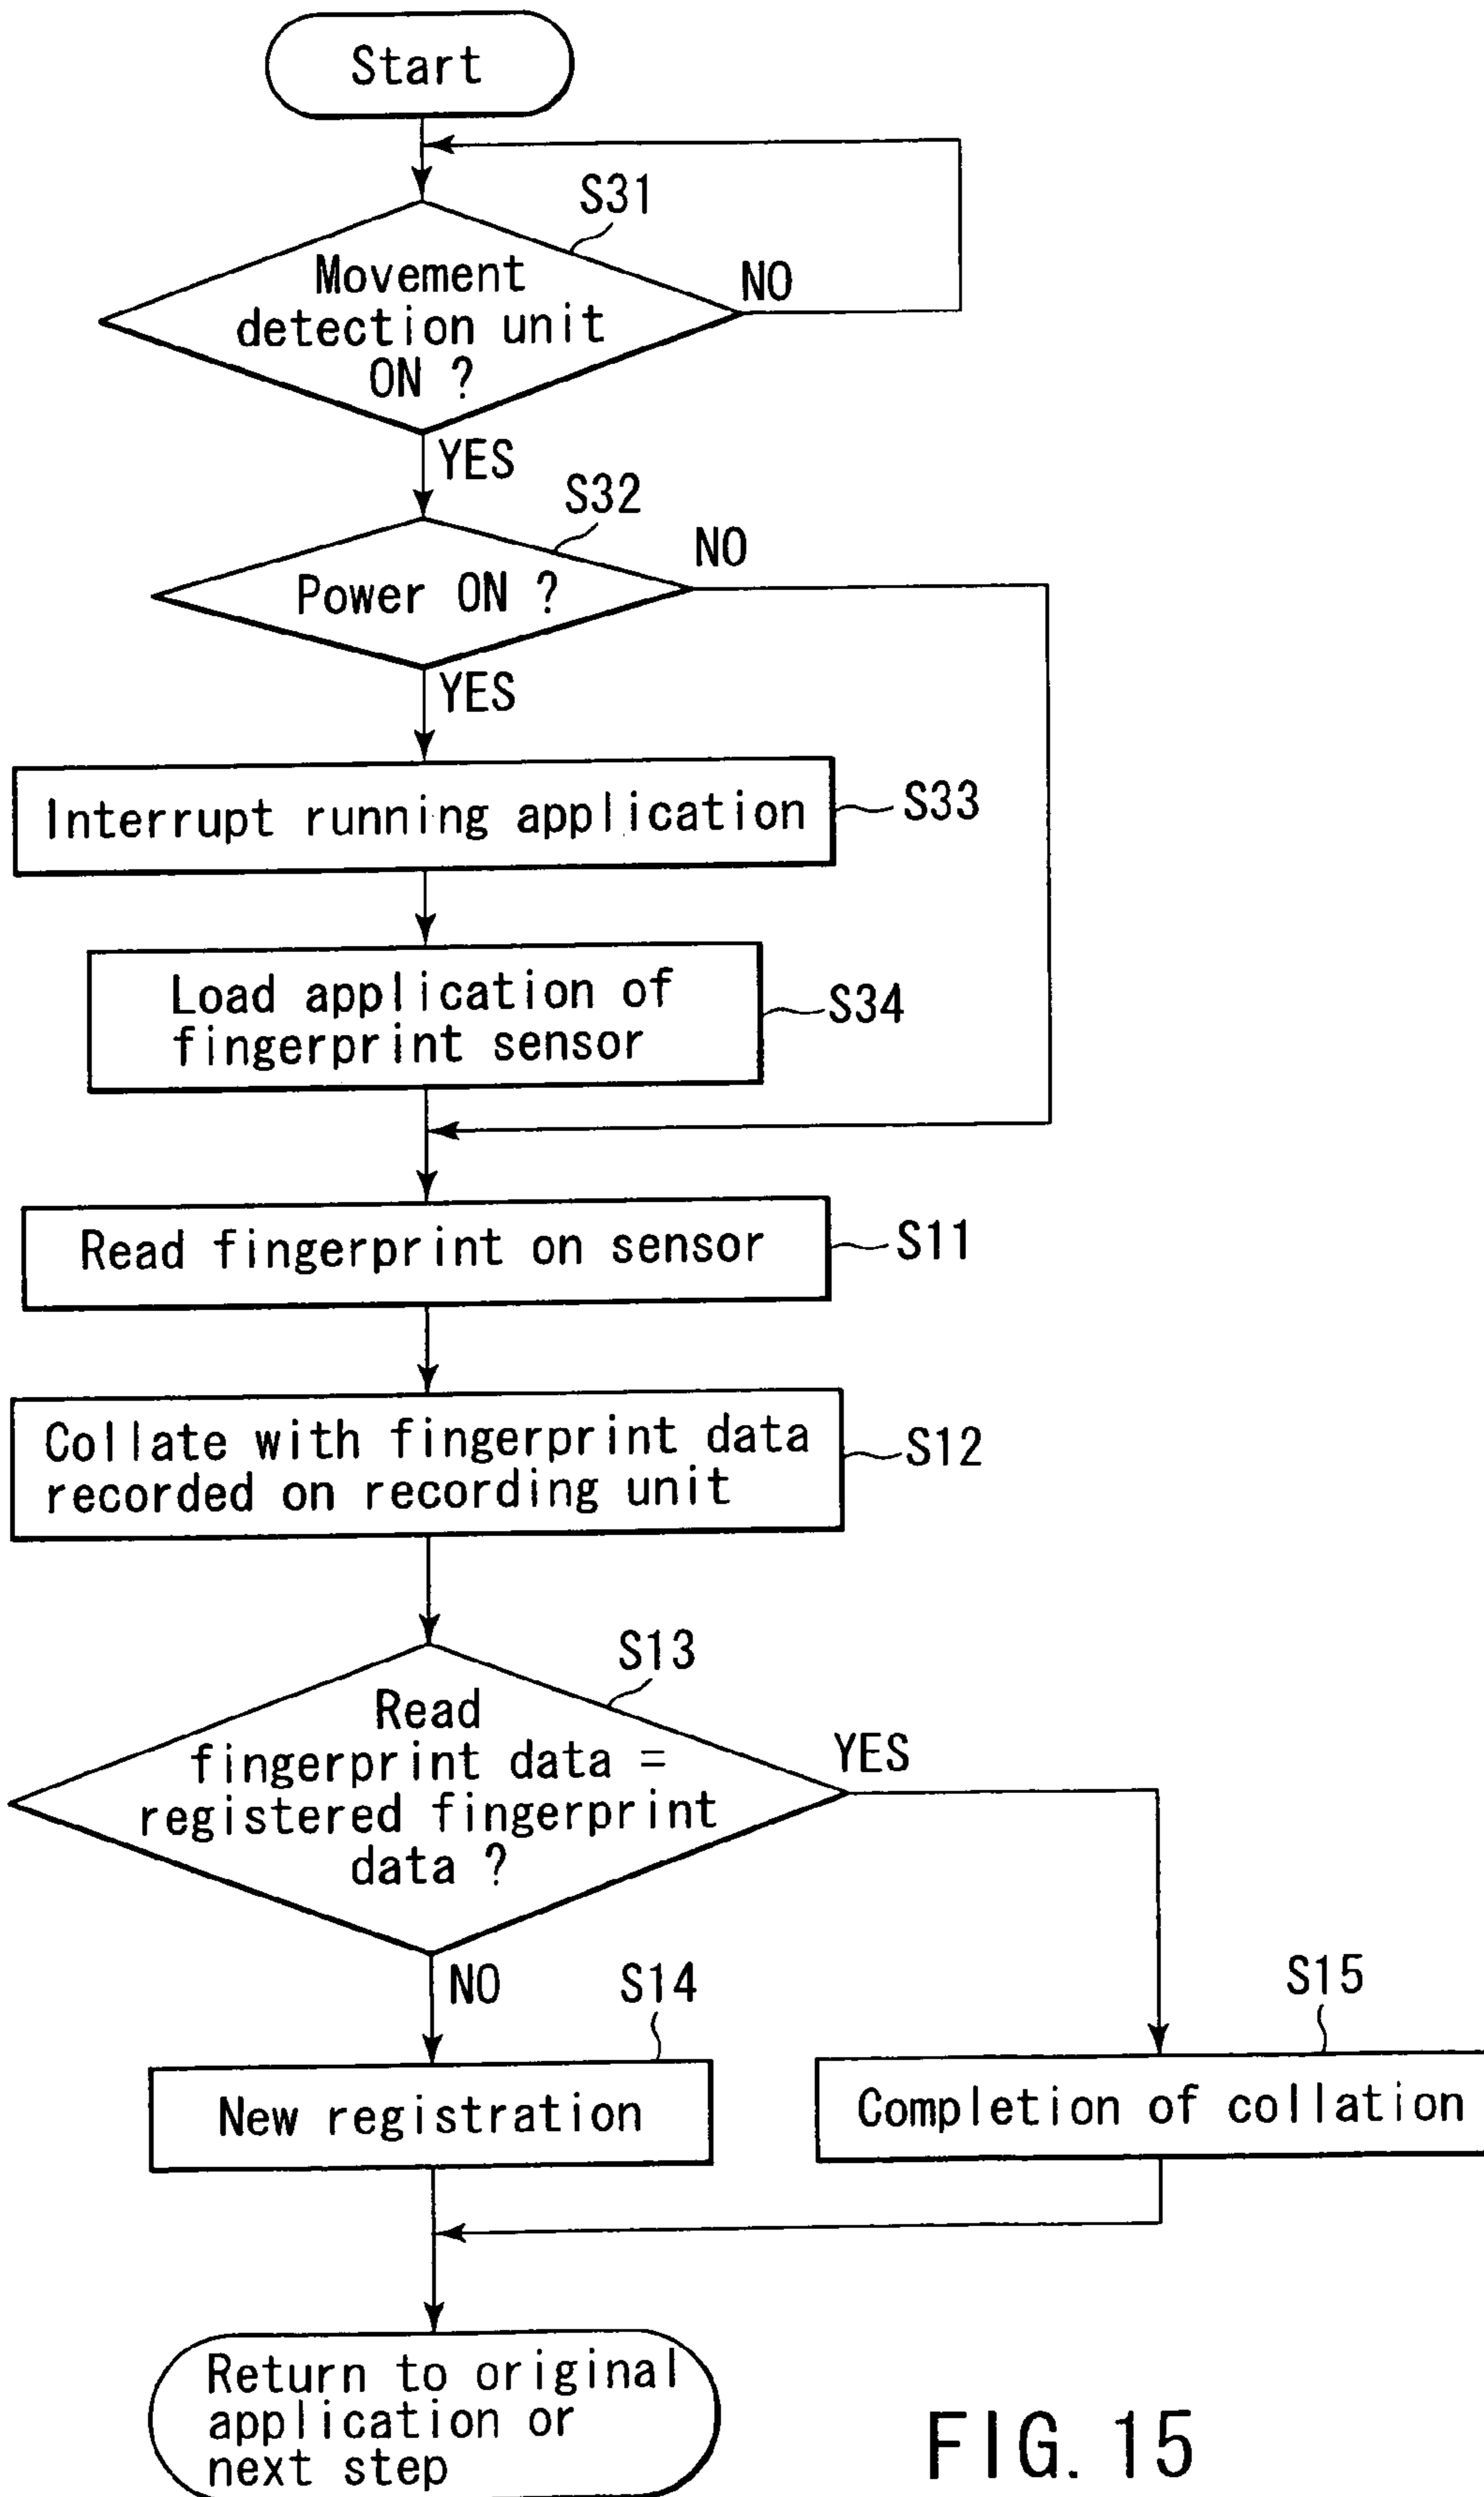 Start
S31
Movement
detection unit
ON ?
NO
YES
S32
Power ON ?
NO
YES
Interrupt running application
S33
Load application of
fingerprint sensor
S34
Read fingerprint on sensor
S11
Collate with fingerprint data
recorded on recording unit
S12
S13
Read
fingerprint data =
registered fingerprint
data ?
YES
NO
S14
S15
New registration
Completion of collation
Return to original
application or
next step
FIG. 15